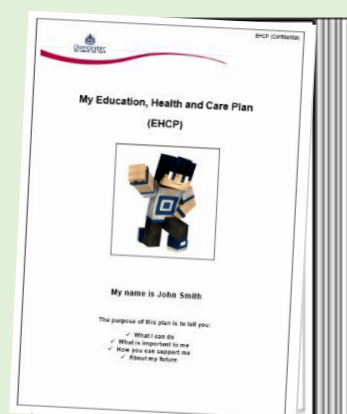 EHCP (Confidential)
My Education, Health and Care Plan
(EHCP)
My name is John Smith
The purpose of this plan is to tell you:
✓ What I can do
✓ What is important to me
✓ How you can support me
✓ About my future